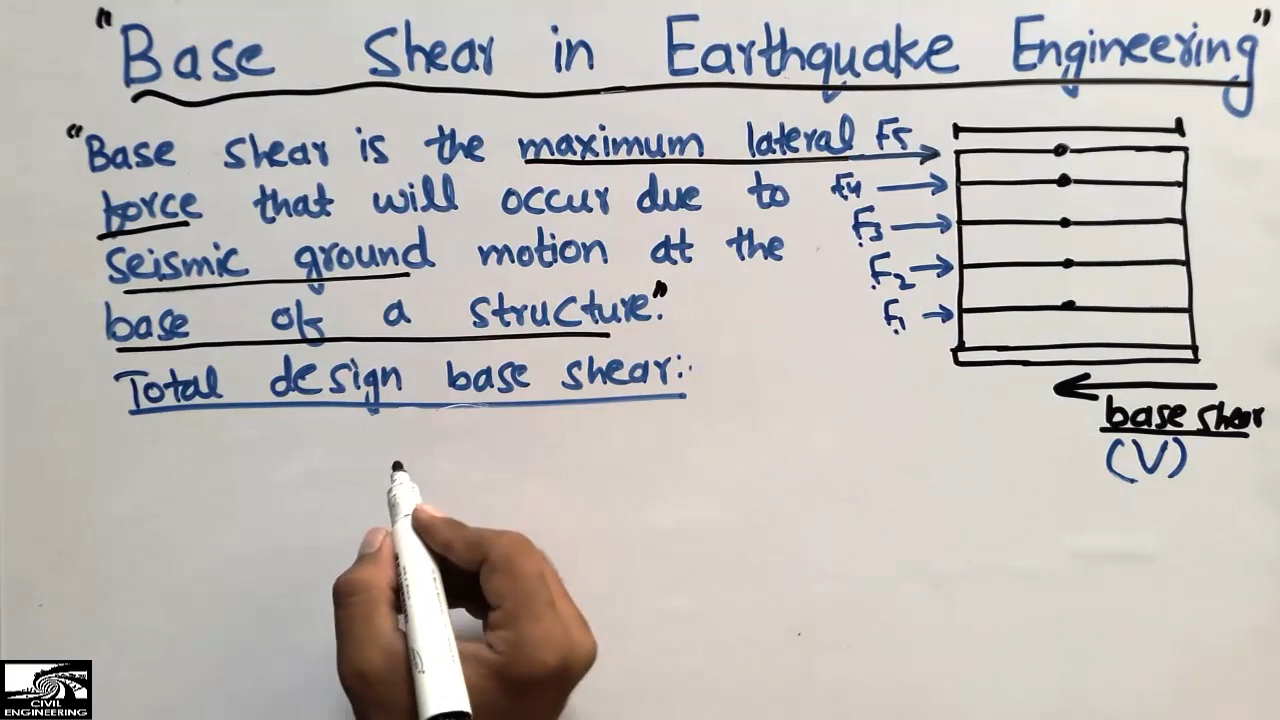 "Base Shear in Earthquake Engineering"
"Base shear is the maximum lateral
force that will occur due to
seismic ground motion at the
base of a structure."
Total design base shear:-
F5
F4
F3
F2
F1
base shear
(V)
CIVIL
ENGINEERING